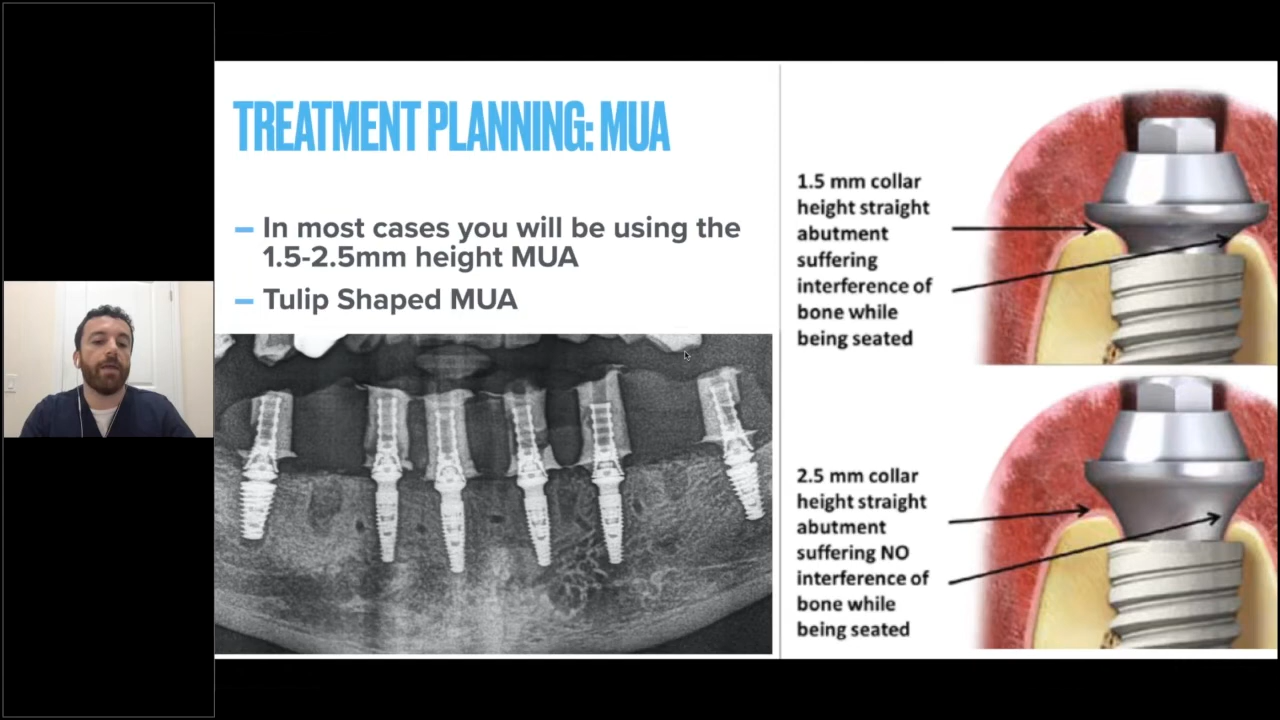 TREATMENT PLANNING: MUA
– In most cases you will be using the
1.5-2.5mm height MUA
– Tulip Shaped MUA
1.5 mm collar
height straight
abutment
suffering
interference of
bone while
being seated
2.5 mm collar
height straight
abutment
suffering NO
interference of
bone while
being seated